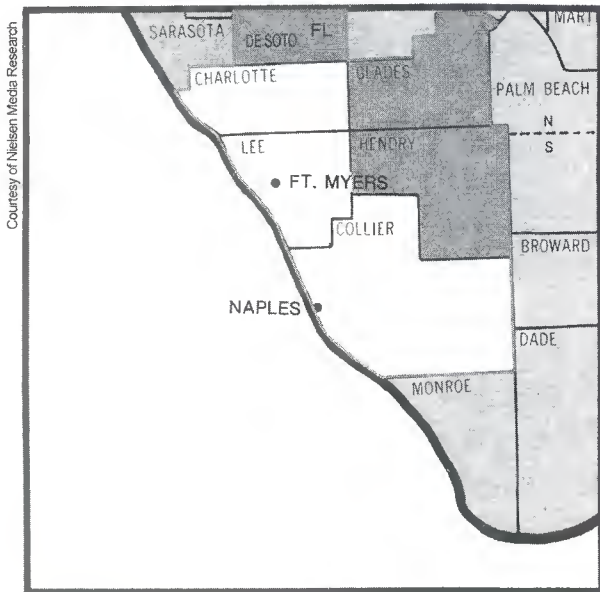 Courtesy of Nielsen Media Research
SARASOTA
DESOTO
FL
MARTI
CHARLOTTE
GLADES
PALM BEACH
N
S
LEE
HENDRY
FT. MYERS
COLLIER
BROWARD
NAPLES
DADE
MONROE